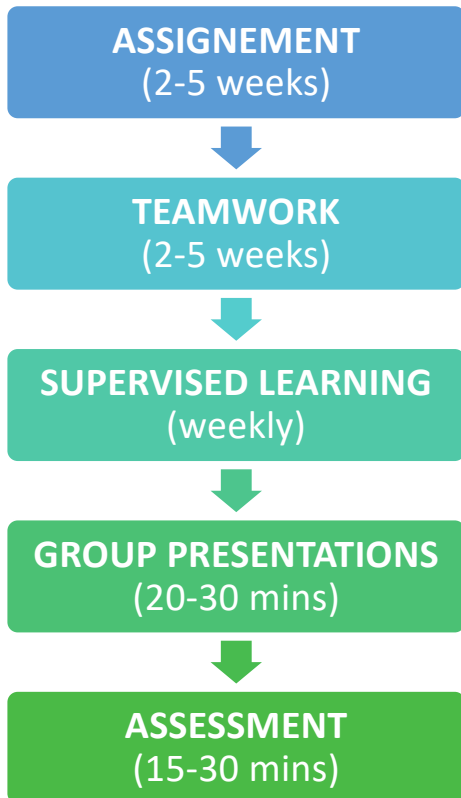 ASSIGNEMENT
(2-5 weeks)
TEAMWORK
(2-5 weeks)
SUPERVISED LEARNING
(weekly)
GROUP PRESENTATIONS
(20-30 mins)
ASSESSMENT
(15-30 mins)